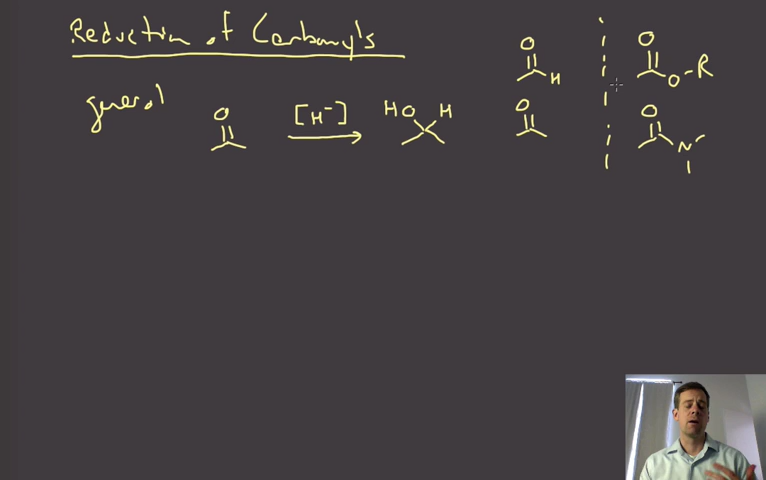 Reduction of Carbonyl's
general
O [H⁻] HO H
O H
O
O O-R
O N